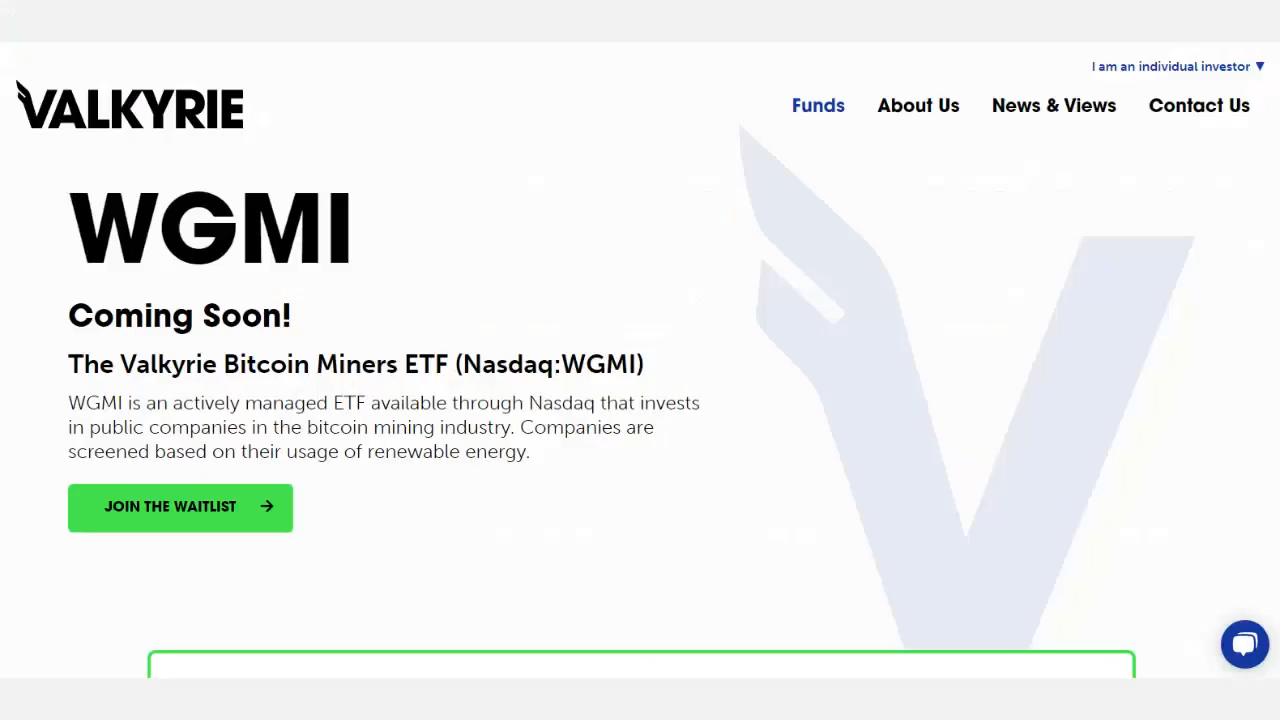 I am an individual investor ▼
VALKYRIE
Funds About Us News & Views Contact Us
WGMI
Coming Soon!
The Valkyrie Bitcoin Miners ETF (Nasdaq:WGMI)
WGMI is an actively managed ETF available through Nasdaq that invests
in public companies in the bitcoin mining industry. Companies are
screened based on their usage of renewable energy.
JOIN THE WAITLIST →